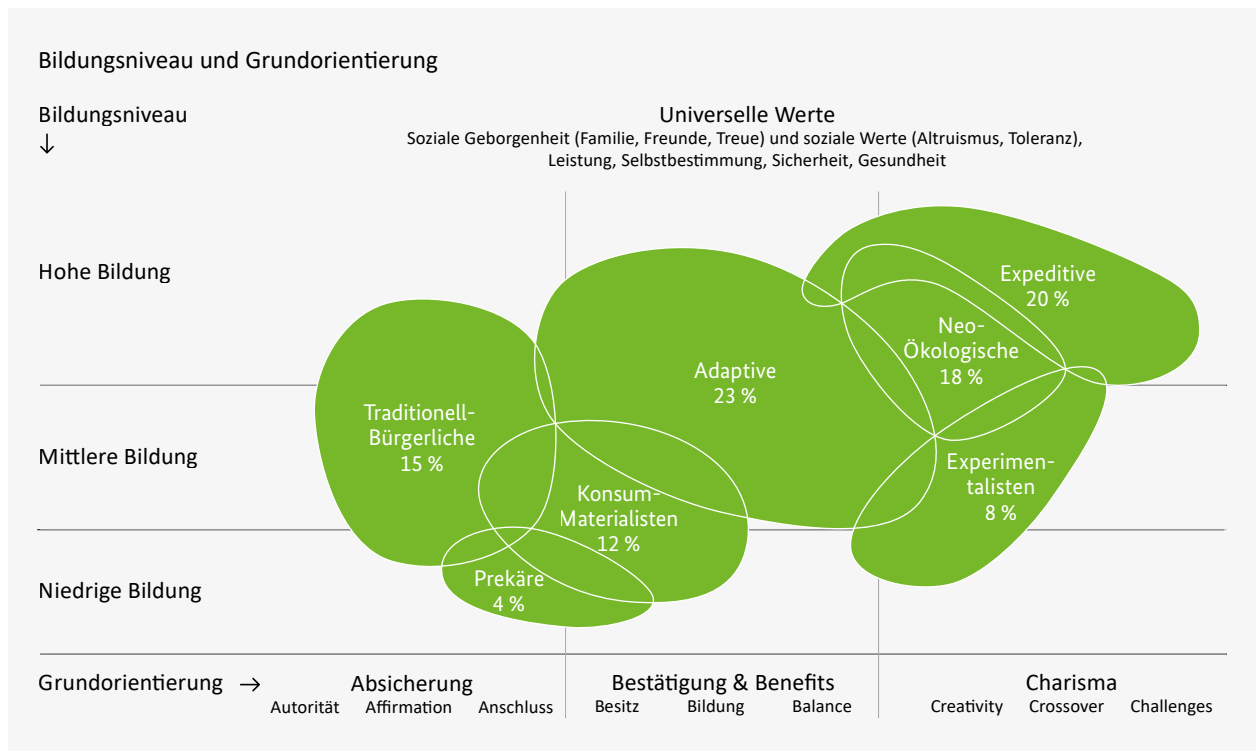 Bildungsniveau und Grundorientierung
Bildungsniveau
↓
Universelle Werte
Soziale Geborgenheit (Familie, Freunde, Treue) und soziale Werte (Altruismus, Toleranz),
Leistung, Selbstbestimmung, Sicherheit, Gesundheit
Hohe Bildung
Expeditive
20 %
Neo-
Ökologische
18 %
Adaptive
23 %
Traditionell-
Bürgerliche
15 %
Mittlere Bildung
Experimen-
talisten
8 %
Konsum-
Materialisten
12 %
Niedrige Bildung
Prekäre
4 %
Grundorientierung →
Absicherung
Bestätigung & Benefits
Charisma
Autorität Affirmation Anschluss
Besitz Bildung Balance
Creativity Crossover Challenges